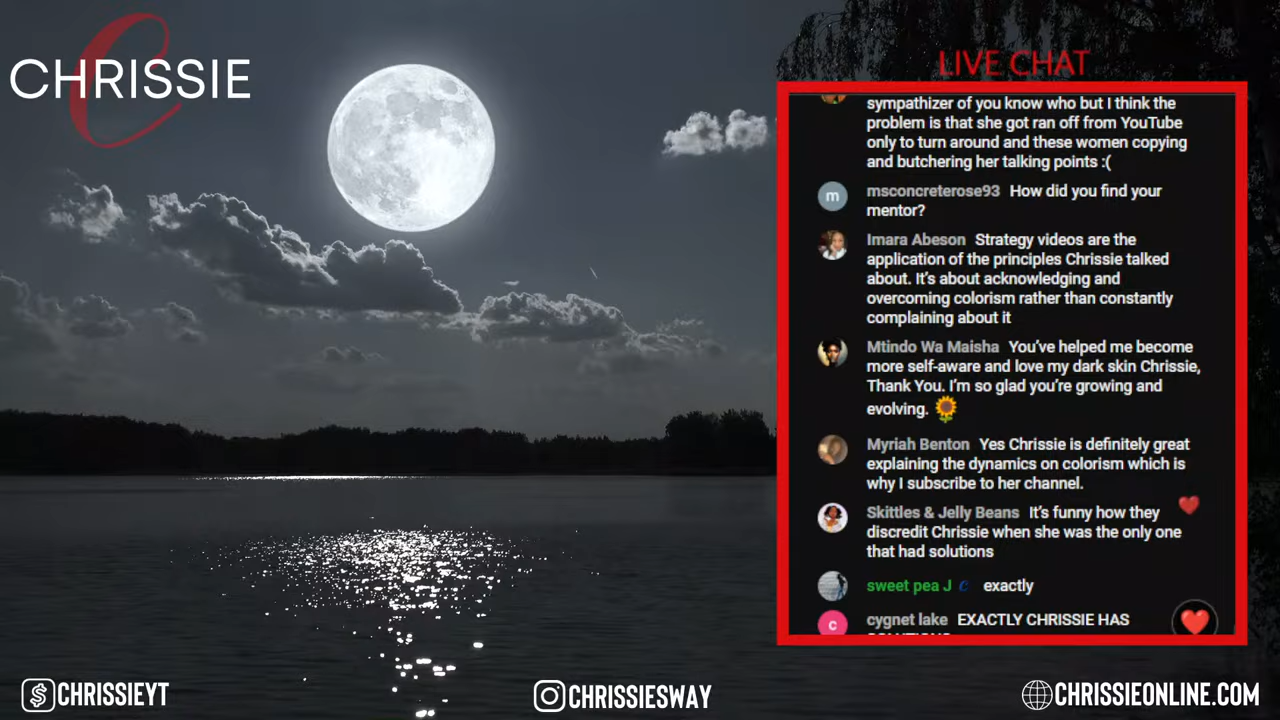 CHRISSIE
LIVE CHAT
sympathizer of you know who but I think the
problem is that she got ran off from YouTube
only to turn around and these women copying
and butchering her talking points :(
m
msconcreterose93 How did you find your
mentor?
Imara Abeson Strategy videos are the
application of the principles Chrissie talked
about. It's about acknowledging and
overcoming colorism rather than constantly
complaining about it
Mtindo Wa Maisha You've helped me become
more self-aware and love my dark skin Chrissie,
Thank You. I'm so glad you're growing and
evolving. 🌻
Myriah Benton Yes Chrissie is definitely great
explaining the dynamics on colorism which is
why I subscribe to her channel.
Skittles & Jelly Beans It's funny how they
discredit Chrissie when she was the only one
that had solutions
sweet pea J C exactly
c
cygnet lake EXACTLY CHRISSIE HAS
$CHRISSIEYT
CHRISSIESWAY
CHRISSIEONLINE.COM